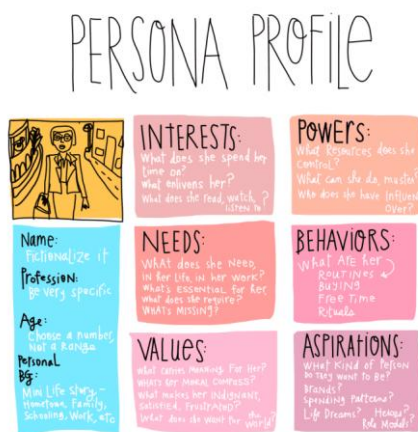 PERSONA PROFILE
INTERESTS:
What does she spend her
time on?
What enlivens her?
What does she read, watch,
listen to?
POWERS:
What Resources does she
control?
What can she do, muster?
Who does she have influence
over?
Name:
Fictionalize it
Profession:
Be very specific
Age:
Choose a number,
Not a Range
Personal
BG:
Mini Life Story -
Hometown, Family,
Schooling, Work, etc
NEEDS:
What does she need,
in her life, in her work?
What's essential for her
What does she require?
What's missing?
BEHAVIORS:
What are her
Routines
Buying
Free Time
Rituals
VALUES:
What carries meaning for her?
What's her moral compass?
What makes her indignant,
satisfied, frustrated?
What does she want for the
world?
ASPIRATIONS:
What kind of person
do they want to be?
Brands?
Spending patterns?
Life Dreams? Heroes?
Role Models?